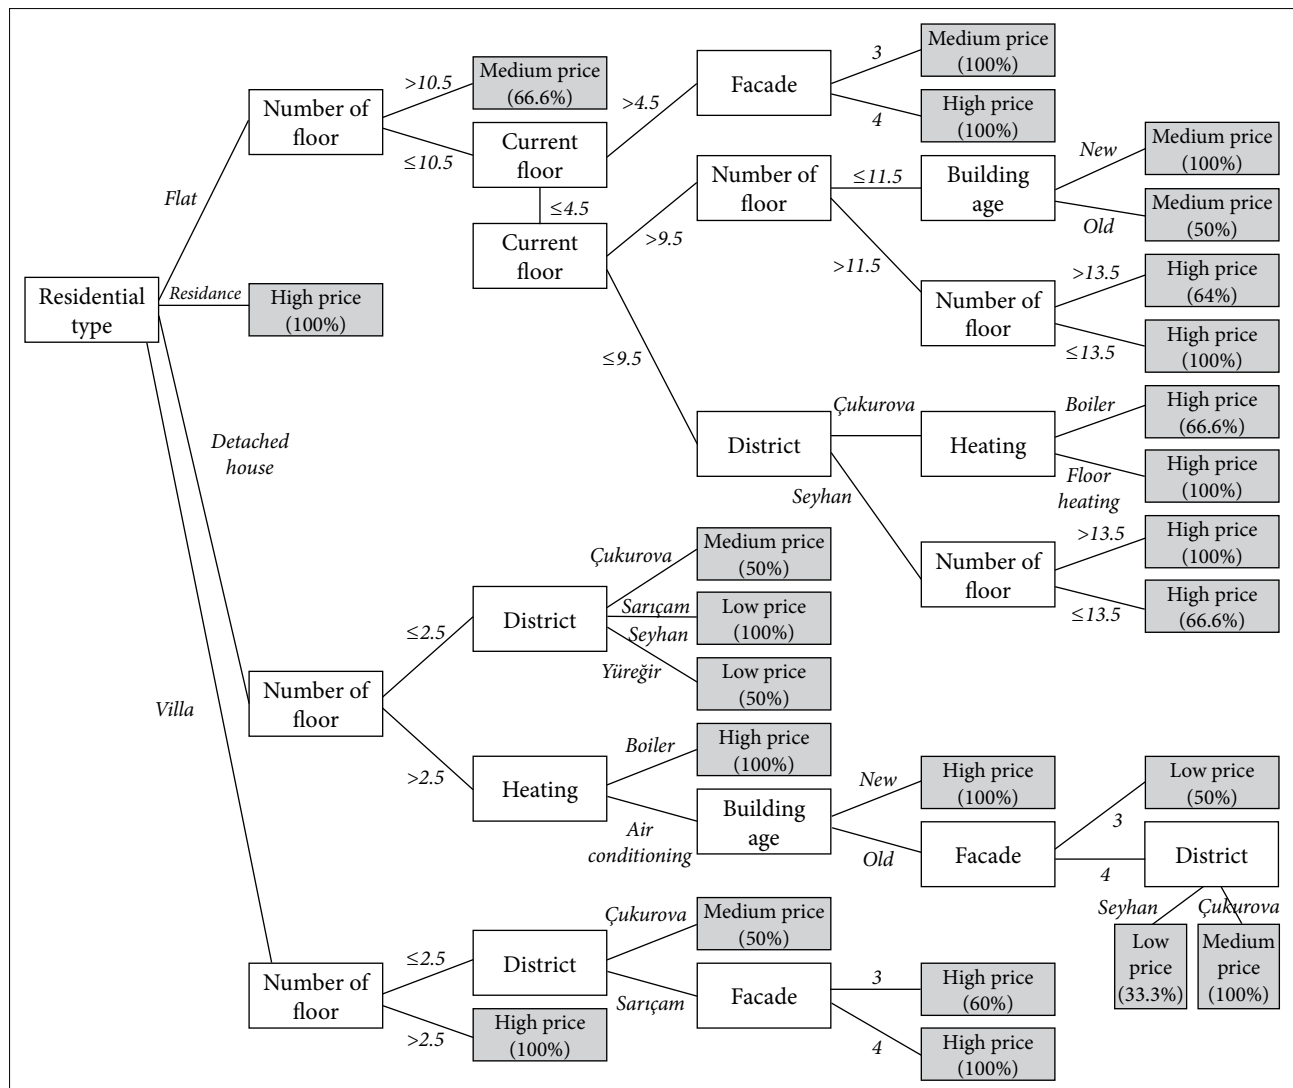 Residential
type
Flat
Residance
Detached
house
Villa
Number of
floor
>10.5
≤10.5
Medium price
(66.6%)
Current
floor
>4.5
≤4.5
Facade
3
4
Medium price
(100%)
High price
(100%)
Current
floor
>9.5
≤9.5
Number of
floor
≤11.5
>11.5
Building
age
New
Old
Medium price
(100%)
Medium price
(50%)
Number of
floor
>13.5
≤13.5
High price
(64%)
High price
(100%)
District
Çukurova
Seyhan
Heating
Boiler
Floor
heating
High price
(66.6%)
High price
(100%)
Number of
floor
>13.5
≤13.5
High price
(100%)
High price
(66.6%)
High price
(100%)
Number of
floor
≤2.5
>2.5
District
Çukurova
Sarıçam
Seyhan
Yüreğir
Medium price
(50%)
Low price
(100%)
Low price
(50%)
Heating
Boiler
Air
conditioning
High price
(100%)
Building
age
New
Old
High price
(100%)
Facade
3
4
Low price
(50%)
District
Seyhan
Çukurova
Low
price
(33.3%)
Medium
price
(100%)
Number of
floor
≤2.5
>2.5
District
Çukurova
Sarıçam
Medium price
(50%)
Facade
3
4
High price
(60%)
High price
(100%)
High price
(100%)